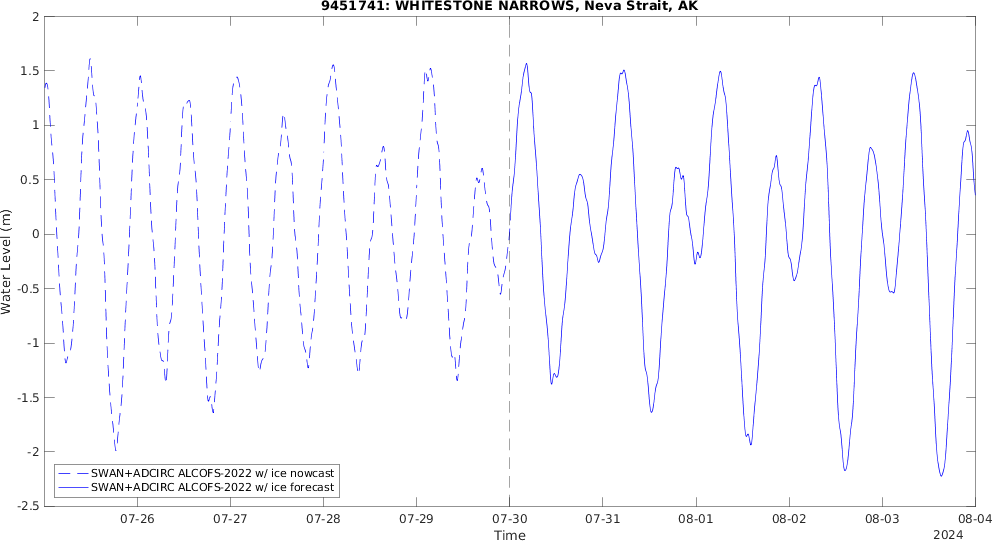 9451741: WHITESTONE NARROWS, Neva Strait, AK
Water Level (m)
2
1.5
1
0.5
0
-0.5
-1
-1.5
-2
-2.5
SWAN+ADCIRC ALCOFS-2022 w/ ice nowcast
SWAN+ADCIRC ALCOFS-2022 w/ ice forecast
07-26 07-27 07-28 07-29 07-30 07-31 08-01 08-02 08-03 08-04
Time
2024